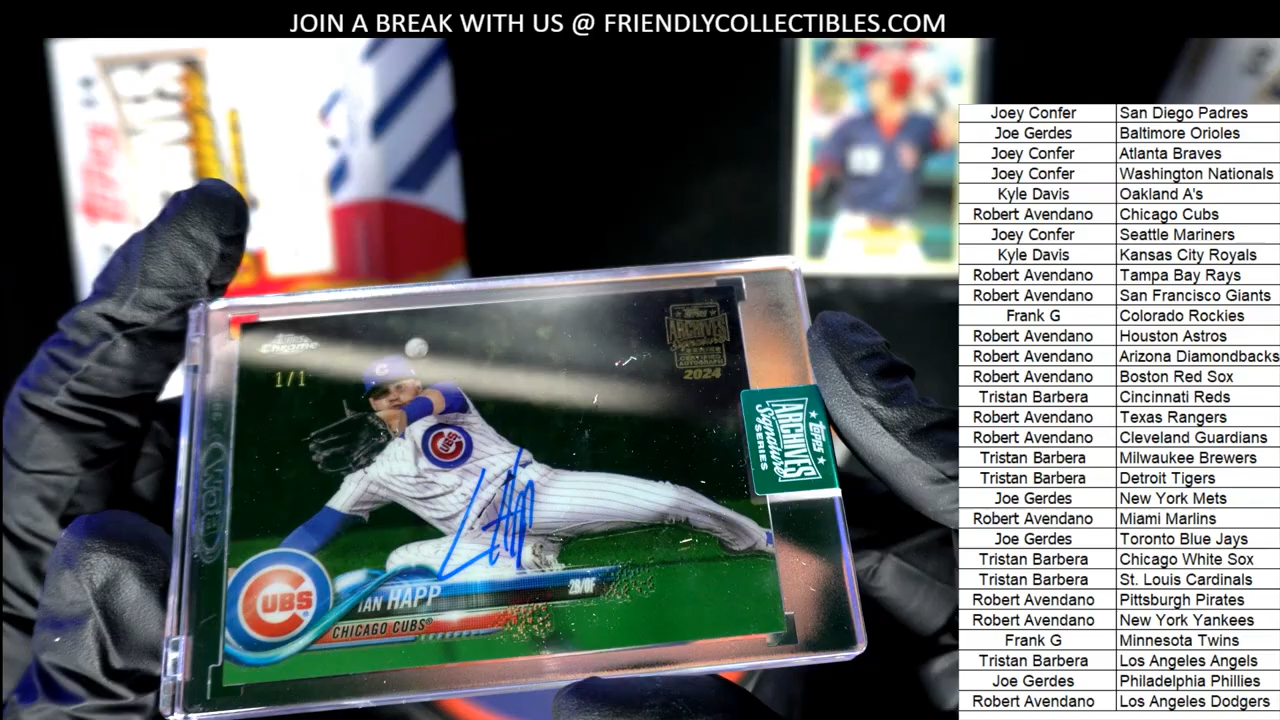 JOIN A BREAK WITH US @ FRIENDLYCOLLECTIBLES.COM
Joey Confer San Diego Padres
Joe Gerdes Baltimore Orioles
Joey Confer Atlanta Braves
Joey Confer Washington Nationals
Kyle Davis Oakland A's
Robert Avendano Chicago Cubs
Joey Confer Seattle Mariners
Kyle Davis Kansas City Royals
Robert Avendano Tampa Bay Rays
Robert Avendano San Francisco Giants
Frank G Colorado Rockies
Robert Avendano Houston Astros
Robert Avendano Arizona Diamondbacks
Robert Avendano Boston Red Sox
Tristan Barbera Cincinnati Reds
Robert Avendano Texas Rangers
Robert Avendano Cleveland Guardians
Tristan Barbera Milwaukee Brewers
Tristan Barbera Detroit Tigers
Joe Gerdes New York Mets
Robert Avendano Miami Marlins
Joe Gerdes Toronto Blue Jays
Tristan Barbera Chicago White Sox
Tristan Barbera St. Louis Cardinals
Robert Avendano Pittsburgh Pirates
Robert Avendano New York Yankees
Frank G Minnesota Twins
Tristan Barbera Los Angeles Angels
Joe Gerdes Philadelphia Phillies
Robert Avendano Los Angeles Dodgers
Chrome
1/1
TOPPS
ARCHIVES
CERTIFIED
AUTOGRAPH
2024
TOPPS
ARCHIVES
Signature
SERIES
C
CUBS
CUBS
IAN HAPP
2B/OF
CHICAGO CUBS